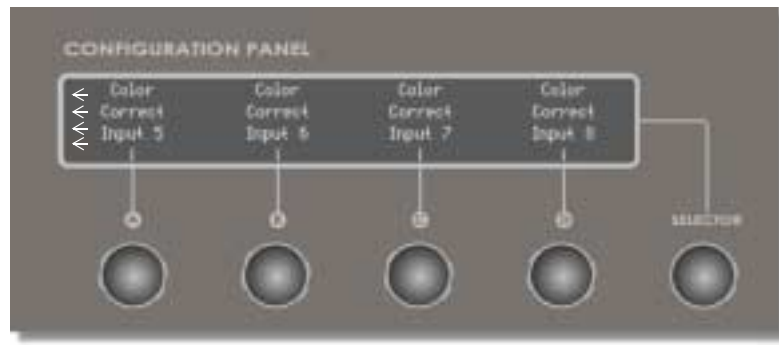 CONFIGURATION PANEL
Color Color Color Color
Correct Correct Correct Correct
Input 5 Input 6 Input 7 Input 8
SELECTOR